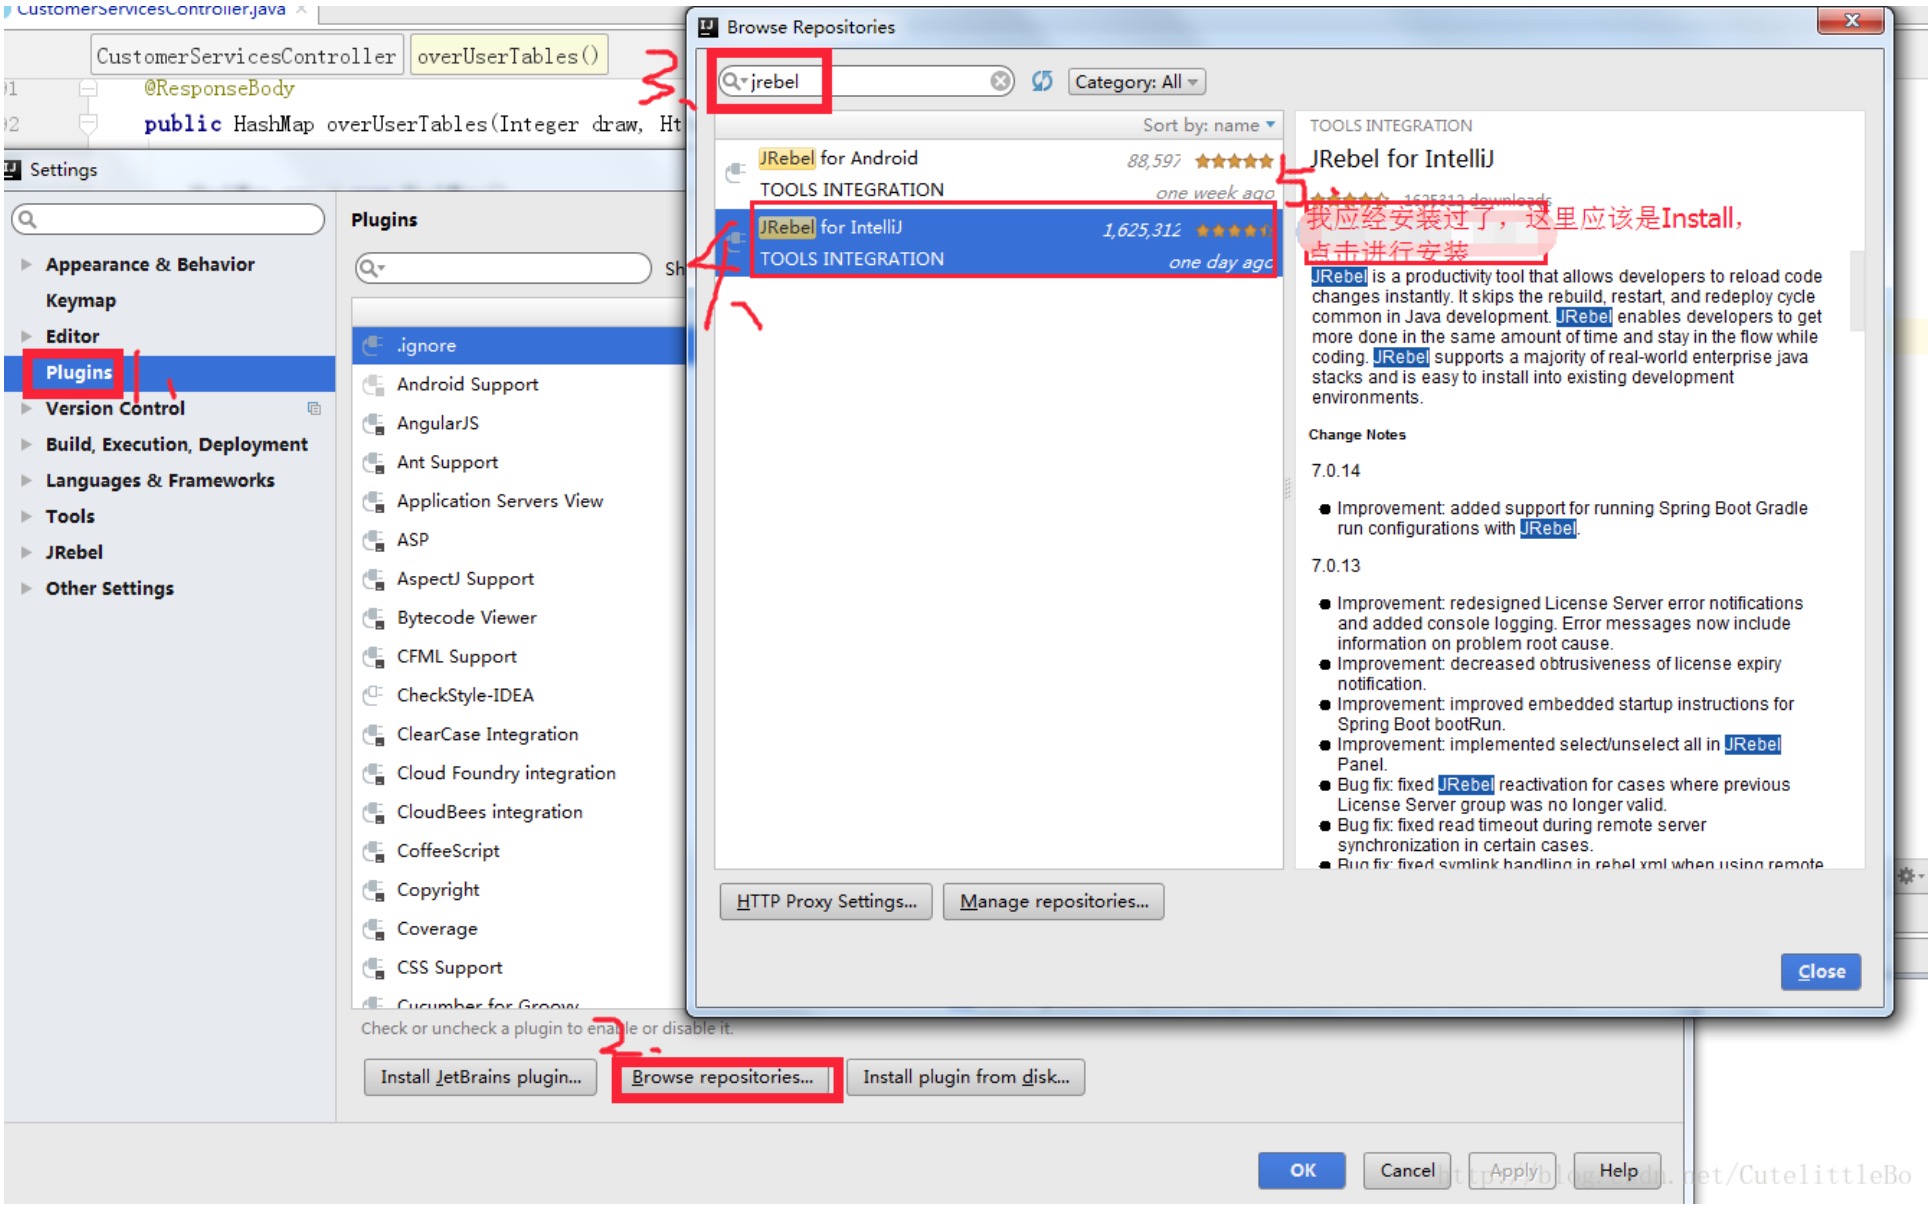 CustomerServicesController.java
CustomerServicesController
overUserTables()
91
@ResponseBody
92
public HashMap overUserTables(Integer draw, Ht
3.
Settings
Appearance & Behavior
Keymap
Editor
Plugins
1、
Version Control
Build, Execution, Deployment
Languages & Frameworks
Tools
JRebel
Other Settings
Plugins
Sh
.ignore
Android Support
AngularJS
Ant Support
Application Servers View
ASP
AspectJ Support
Bytecode Viewer
CFML Support
CheckStyle-IDEA
ClearCase Integration
Cloud Foundry integration
CloudBees integration
CoffeeScript
Copyright
Coverage
CSS Support
Cucumber for Groovy
Check or uncheck a plugin to enable or disable it.
2.
Install JetBrains plugin...
Browse repositories...
Install plugin from disk...
OK
Cancel
Apply
Help
Browse Repositories
jrebel
Category: All
Sort by: name
JRebel for Android
88,597
TOOLS INTEGRATION
one week ago
4、
JRebel for IntelliJ
1,625,312
TOOLS INTEGRATION
one day ago
5.
TOOLS INTEGRATION
JRebel for IntelliJ
1625312 downloads
我应经安装过了，这里应该是Install，
点击进行安装
JRebel is a productivity tool that allows developers to reload code
changes instantly. It skips the rebuild, restart, and redeploy cycle
common in Java development. JRebel enables developers to get
more done in the same amount of time and stay in the flow while
coding. JRebel supports a majority of real-world enterprise java
stacks and is easy to install into existing development
environments.
Change Notes
7.0.14
Improvement: added support for running Spring Boot Gradle
run configurations with JRebel.
7.0.13
Improvement: redesigned License Server error notifications
and added console logging. Error messages now include
information on problem root cause.
Improvement: decreased obtrusiveness of license expiry
notification.
Improvement: improved embedded startup instructions for
Spring Boot bootRun.
Improvement: implemented select/unselect all in JRebel
Panel.
Bug fix: fixed JRebel reactivation for cases where previous
License Server group was no longer valid.
Bug fix: fixed read timeout during remote server
synchronization in certain cases.
Bug fix: fixed symlink handling in rebel.xml when using remote
HTTP Proxy Settings...
Manage repositories...
Close
http://blog.csdn.net/CutelittleBo